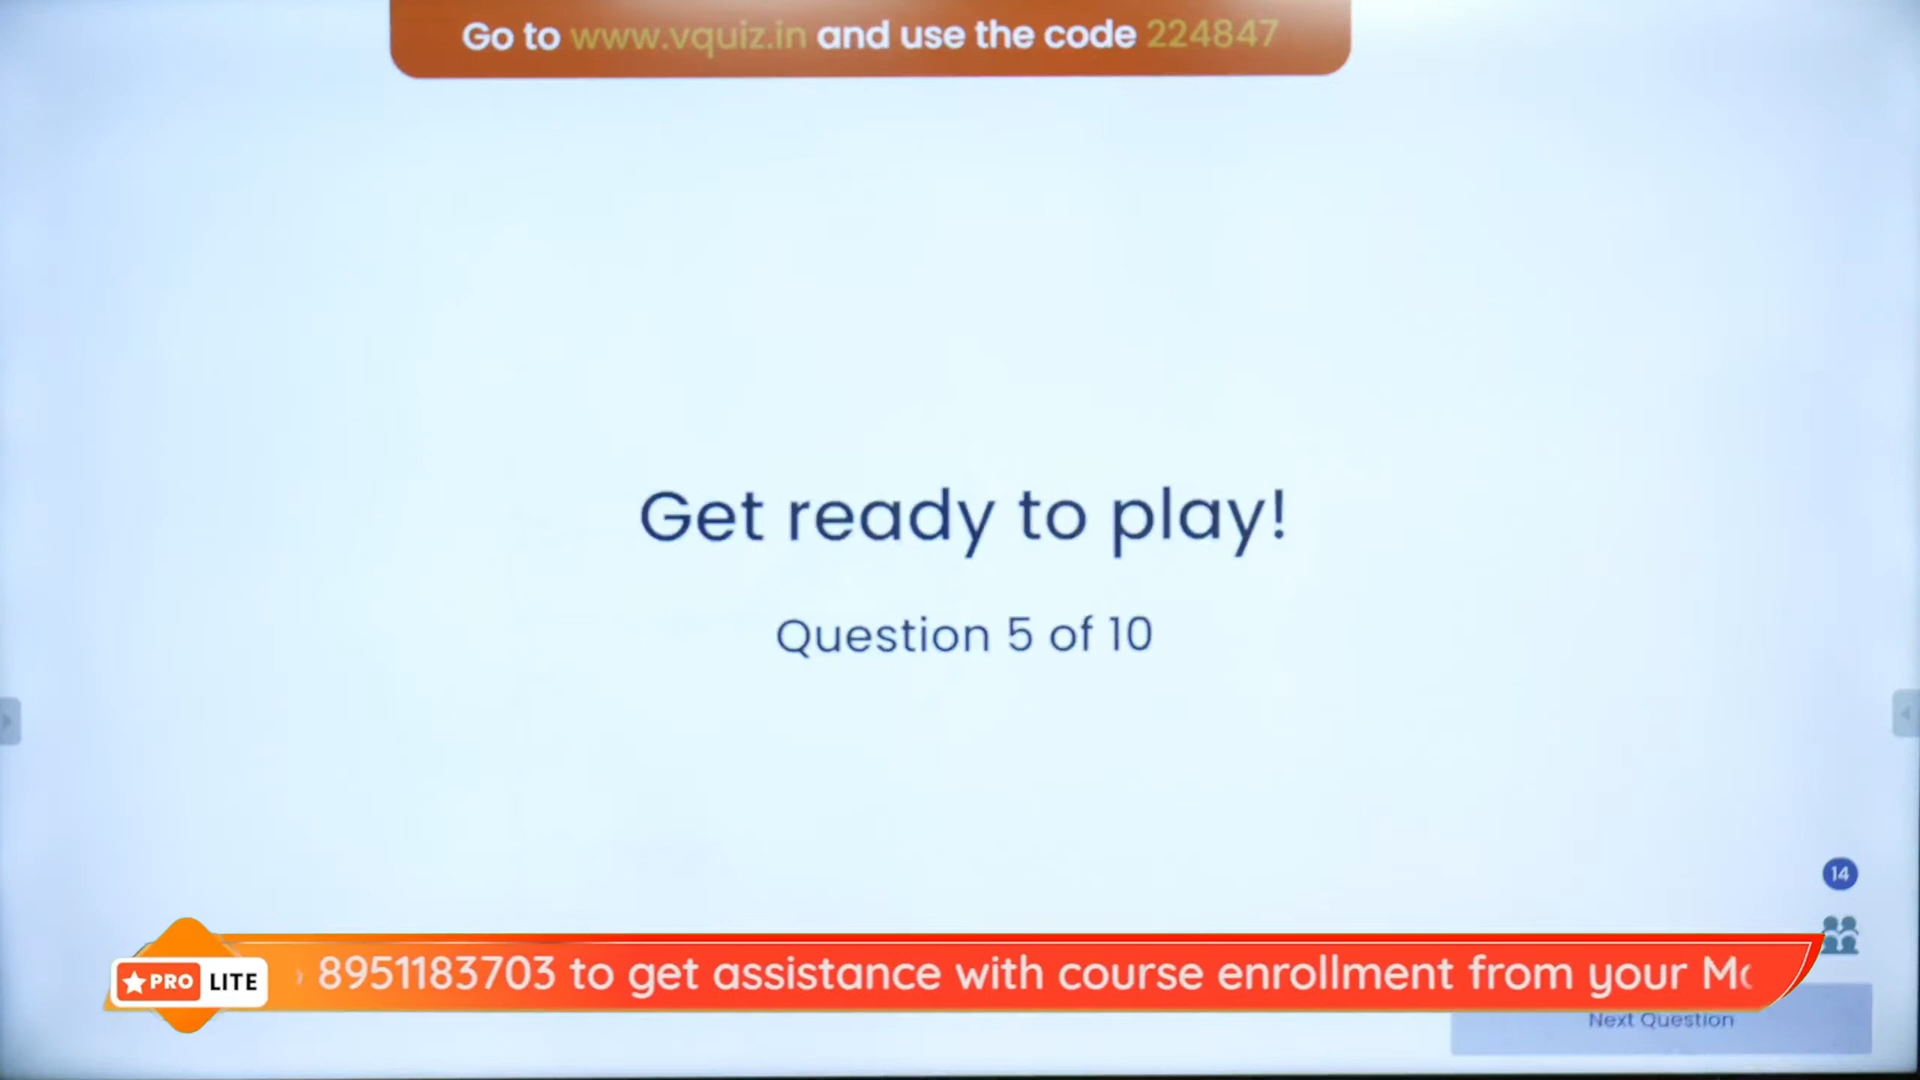 Go to www.vquiz.in and use the code 224847
Get ready to play!
Question 5 of 10
14
PRO LITE
8951183703 to get assistance with course enrollment from your
Next Question